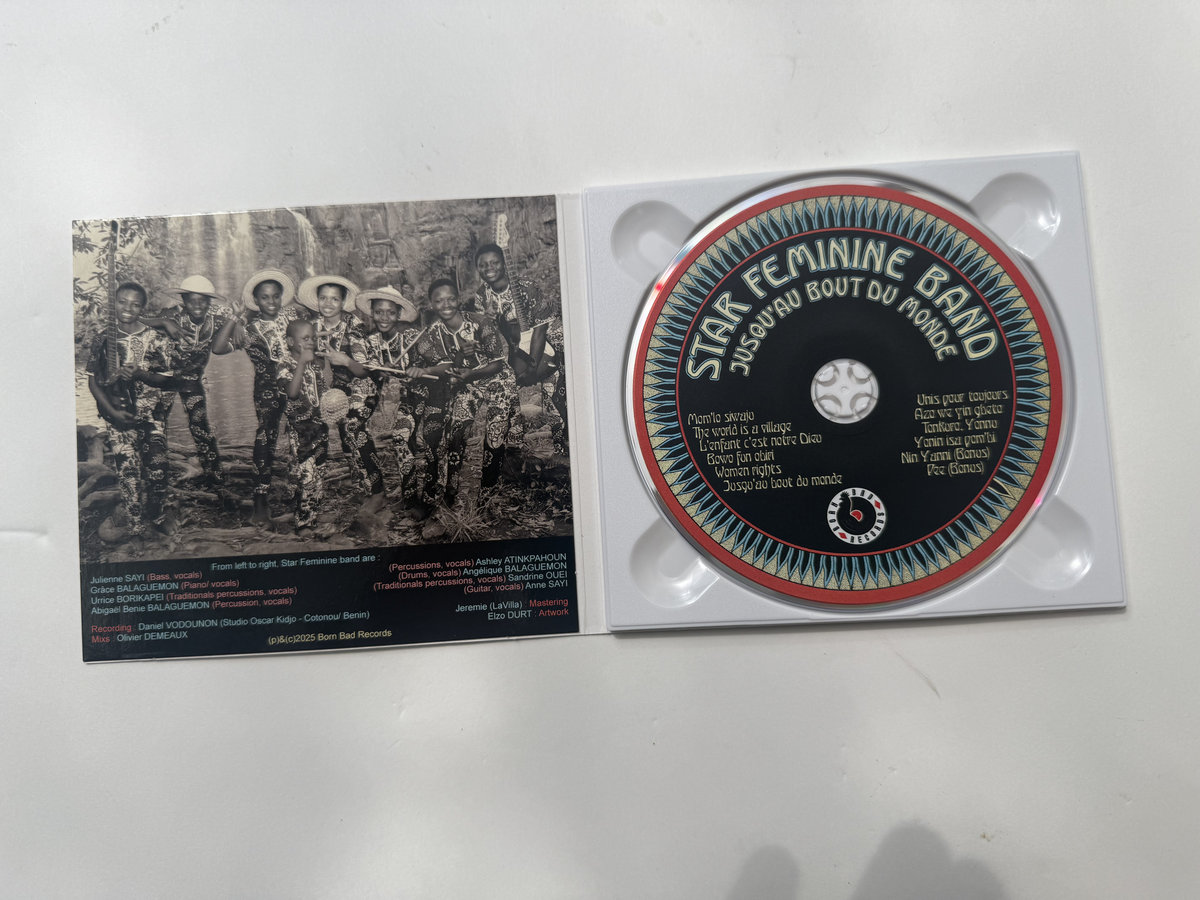 From left to right, Star Feminine band are :
Julienne SAYI (Bass, vocals)
Grâce BALAGUEMON (Piano/ vocals)
Urrice BORIKAPEI (Traditionals percussions, vocals)
Abigaël Benie BALAGUEMON (Percussion, vocals)
(Percussions, vocals) Ashley ATINKPAHOUN
(Drums, vocals) Angélique BALAGUEMON
(Traditionals percussions, vocals) Sandrine OUEI
(Guitar, vocals) Anne SAYI
Recording : Daniel VODOUNON (Studio Oscar Kidjo - Cotonou/ Benin)
Mixs : Olivier DEMEAUX
Jeremie (LaVilla) : Mastering
Elzo DURT : Artwork
(p)&(c)2025 Born Bad Records
STAR FEMININE BAND
JUSQU'AU BOUT DU MONDE
Mom'lo siwaju
The world is a village
L'enfant c'est notre Dieu
Bowo fun obiri
Women rights
Jusqu'au bout du monde
Unis pour toujours
Azo we yin gbeto
TonKuro, Yonnu
Yonin isa gom'bi
Nin Yanni (Bonus)
Pee (Bonus)
BORN BAD RECORDS